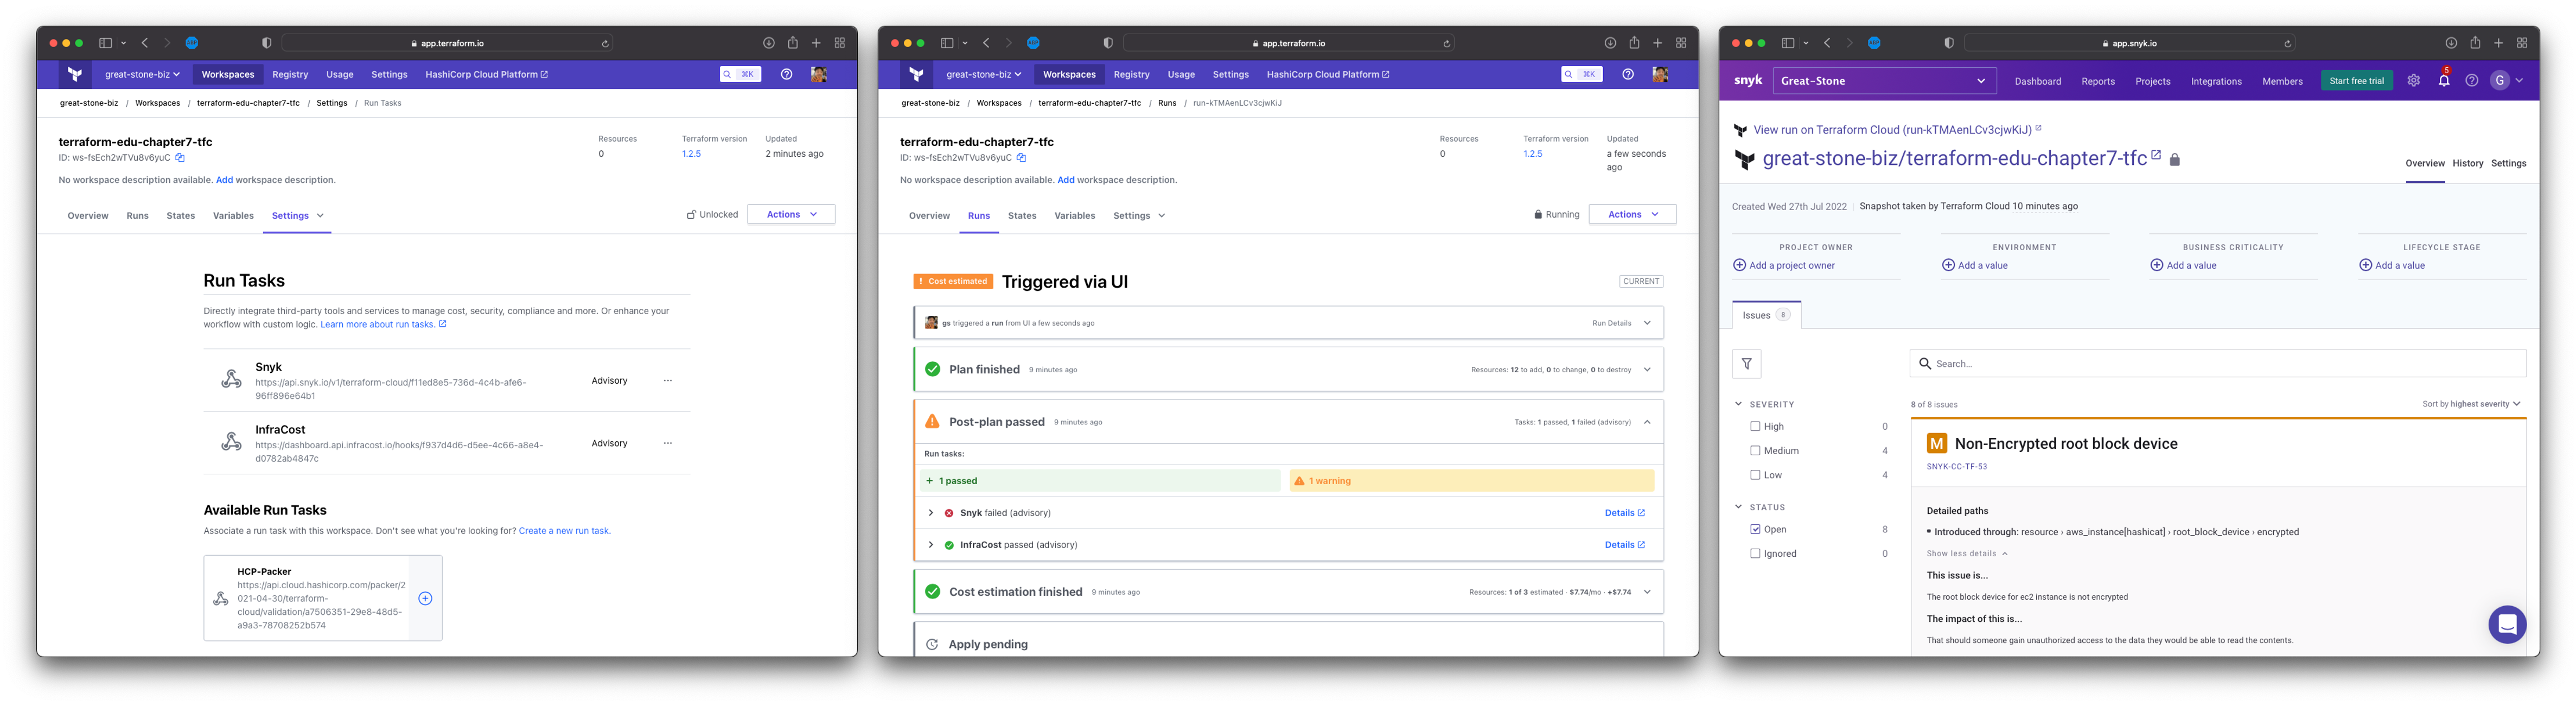 app.terraform.io
great-stone-biz
Workspaces
Registry
Usage
Settings
HashiCorp Cloud Platform
⌘K
great-stone-biz / Workspaces / terraform-edu-chapter7-tfc / Settings / Run Tasks
terraform-edu-chapter7-tfc
ID: ws-fsEch2wTVu8v6yuC
Resources
0
Terraform version
1.2.5
Updated
2 minutes ago
No workspace description available. Add workspace description.
Overview
Runs
States
Variables
Settings
Unlocked
Actions
Run Tasks
Directly integrate third-party tools and services to manage cost, security, compliance and more. Or enhance your
workflow with custom logic. Learn more about run tasks.
Snyk
https://api.snyk.io/v1/terraform-cloud/f11ed8e5-736d-4c4b-afe6-
96ff896e64b1
Advisory
...
InfraCost
https://dashboard.api.infracost.io/hooks/f937d4d6-d5ee-4c66-a8e4-
d0782ab4847c
Advisory
...
Available Run Tasks
Associate a run task with this workspace. Don't see what you're looking for? Create a new run task.
HCP-Packer
https://api.cloud.hashicorp.com/packer/2
021-04-30/terraform-
cloud/validation/a7506351-29e8-48d5-
a9a3-78708252b574
app.terraform.io
great-stone-biz
Workspaces
Registry
Usage
Settings
HashiCorp Cloud Platform
⌘K
great-stone-biz / Workspaces / terraform-edu-chapter7-tfc / Runs / run-kTMAenLCv3cjwKiJ
terraform-edu-chapter7-tfc
ID: ws-fsEch2wTVu8v6yuC
Resources
0
Terraform version
1.2.5
Updated
a few seconds
ago
No workspace description available. Add workspace description.
Overview
Runs
States
Variables
Settings
Running
Actions
! Cost estimated
Triggered via UI
CURRENT
gs triggered a run from UI a few seconds ago
Run Details
Plan finished 9 minutes ago
Resources: 12 to add, 0 to change, 0 to destroy
Post-plan passed 9 minutes ago
Tasks: 1 passed, 1 failed (advisory)
Run tasks:
+ 1 passed
1 warning
Snyk failed (advisory)
Details
InfraCost passed (advisory)
Details
Cost estimation finished 9 minutes ago
Resources: 1 of 3 estimated · $7.74/mo · +$7.74
Apply pending
app.snyk.io
snyk
Great-Stone
Dashboard
Reports
Projects
Integrations
Members
Start free trial
5
G
View run on Terraform Cloud (run-kTMAenLCv3cjwKiJ)
great-stone-biz/terraform-edu-chapter7-tfc
Overview
History
Settings
Created Wed 27th Jul 2022 | Snapshot taken by Terraform Cloud 10 minutes ago
PROJECT OWNER
Add a project owner
ENVIRONMENT
Add a value
BUSINESS CRITICALITY
Add a value
LIFECYCLE STAGE
Add a value
Issues 8
Search...
SEVERITY
High 0
Medium 4
Low 4
STATUS
Open 8
Ignored 0
8 of 8 issues
Sort by highest severity
M Non-Encrypted root block device
SNYK-CC-TF-53
Detailed paths
• Introduced through: resource › aws_instance[hashicat] › root_block_device › encrypted
Show less details
This issue is...
The root block device for ec2 instance is not encrypted
The impact of this is...
That should someone gain unauthorized access to the data they would be able to read the contents.